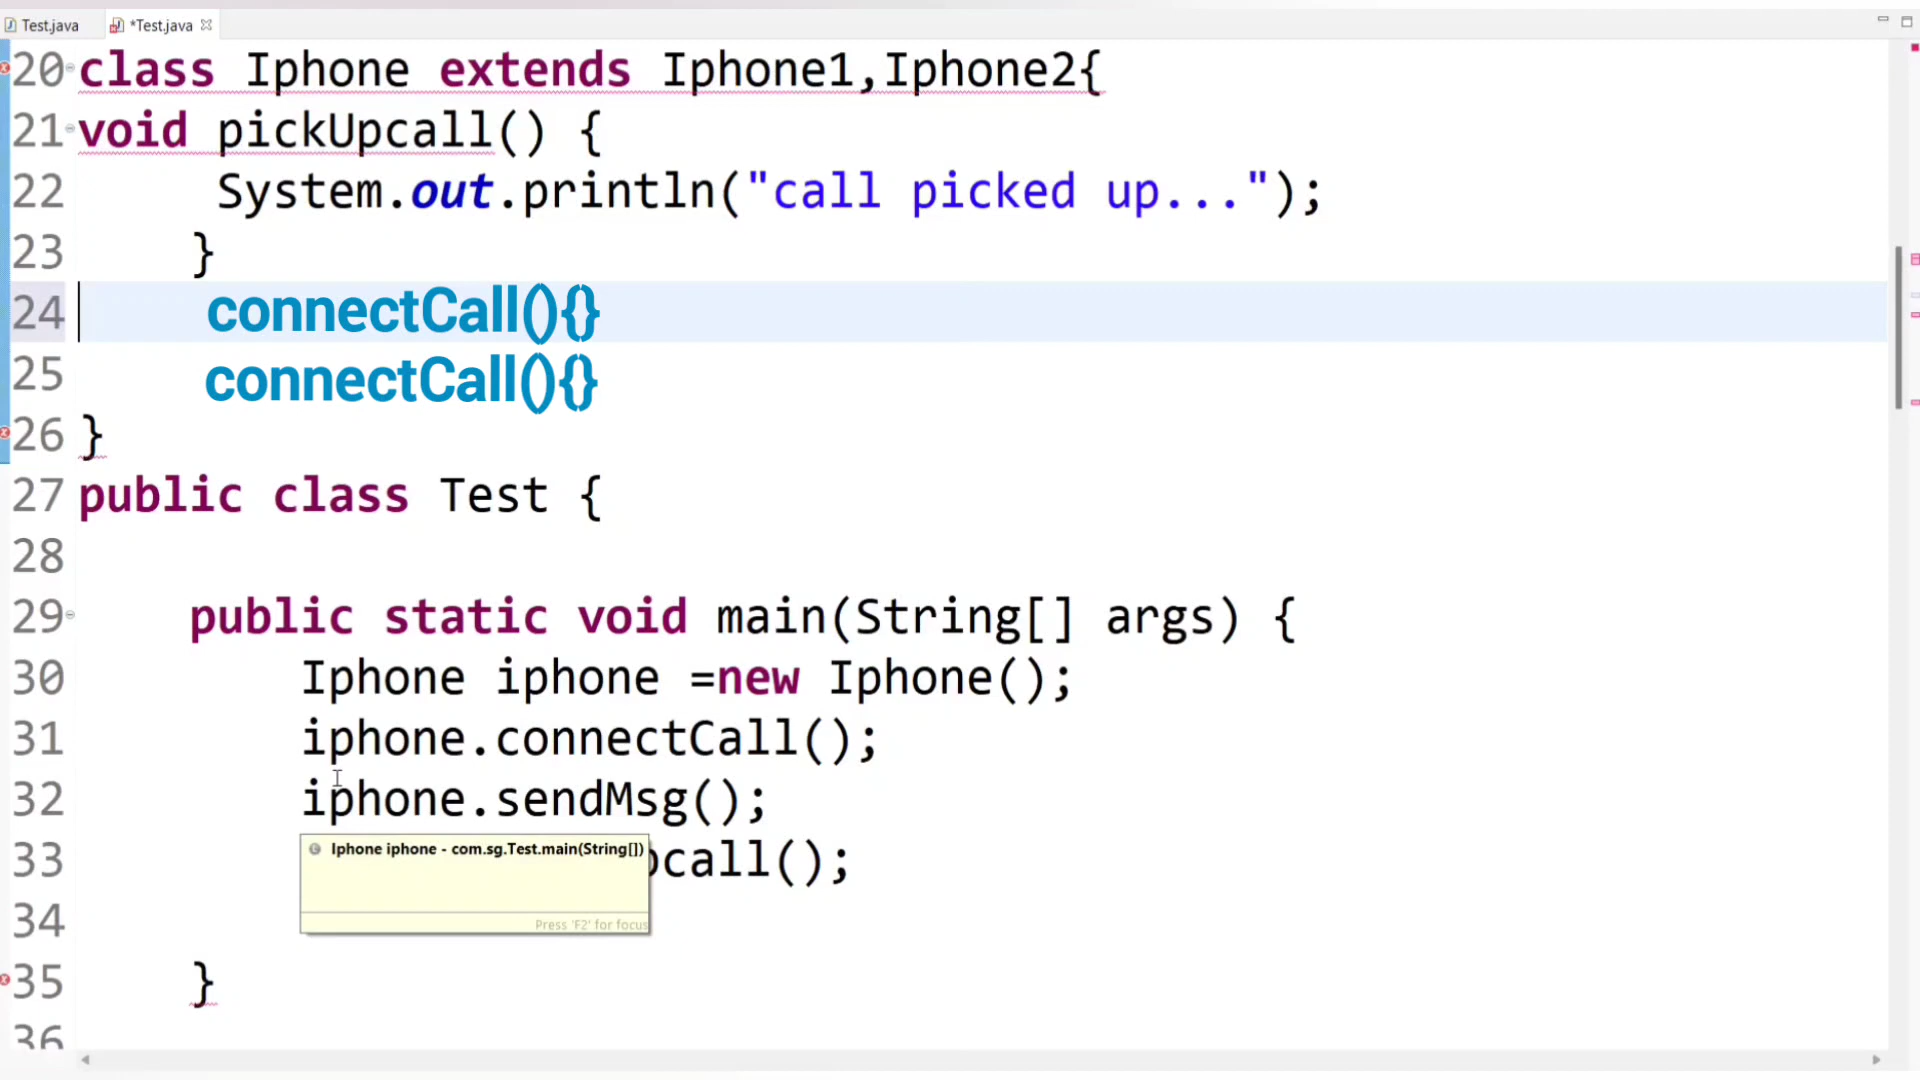 Test.java *Test.java
20 class Iphone extends Iphone1,Iphone2{
21 void pickUpcall() {
22 System.out.println("call picked up...");
23 }
24 connectCall(){}
25 connectCall(){}
26 }
27 public class Test {
28
29 public static void main(String[] args) {
30 Iphone iphone =new Iphone();
31 iphone.connectCall();
32 iphone.sendMsg();
33 pcall();
Iphone iphone - com.sg.Test.main(String[])
Press 'F2' for focus
34
35 }
36